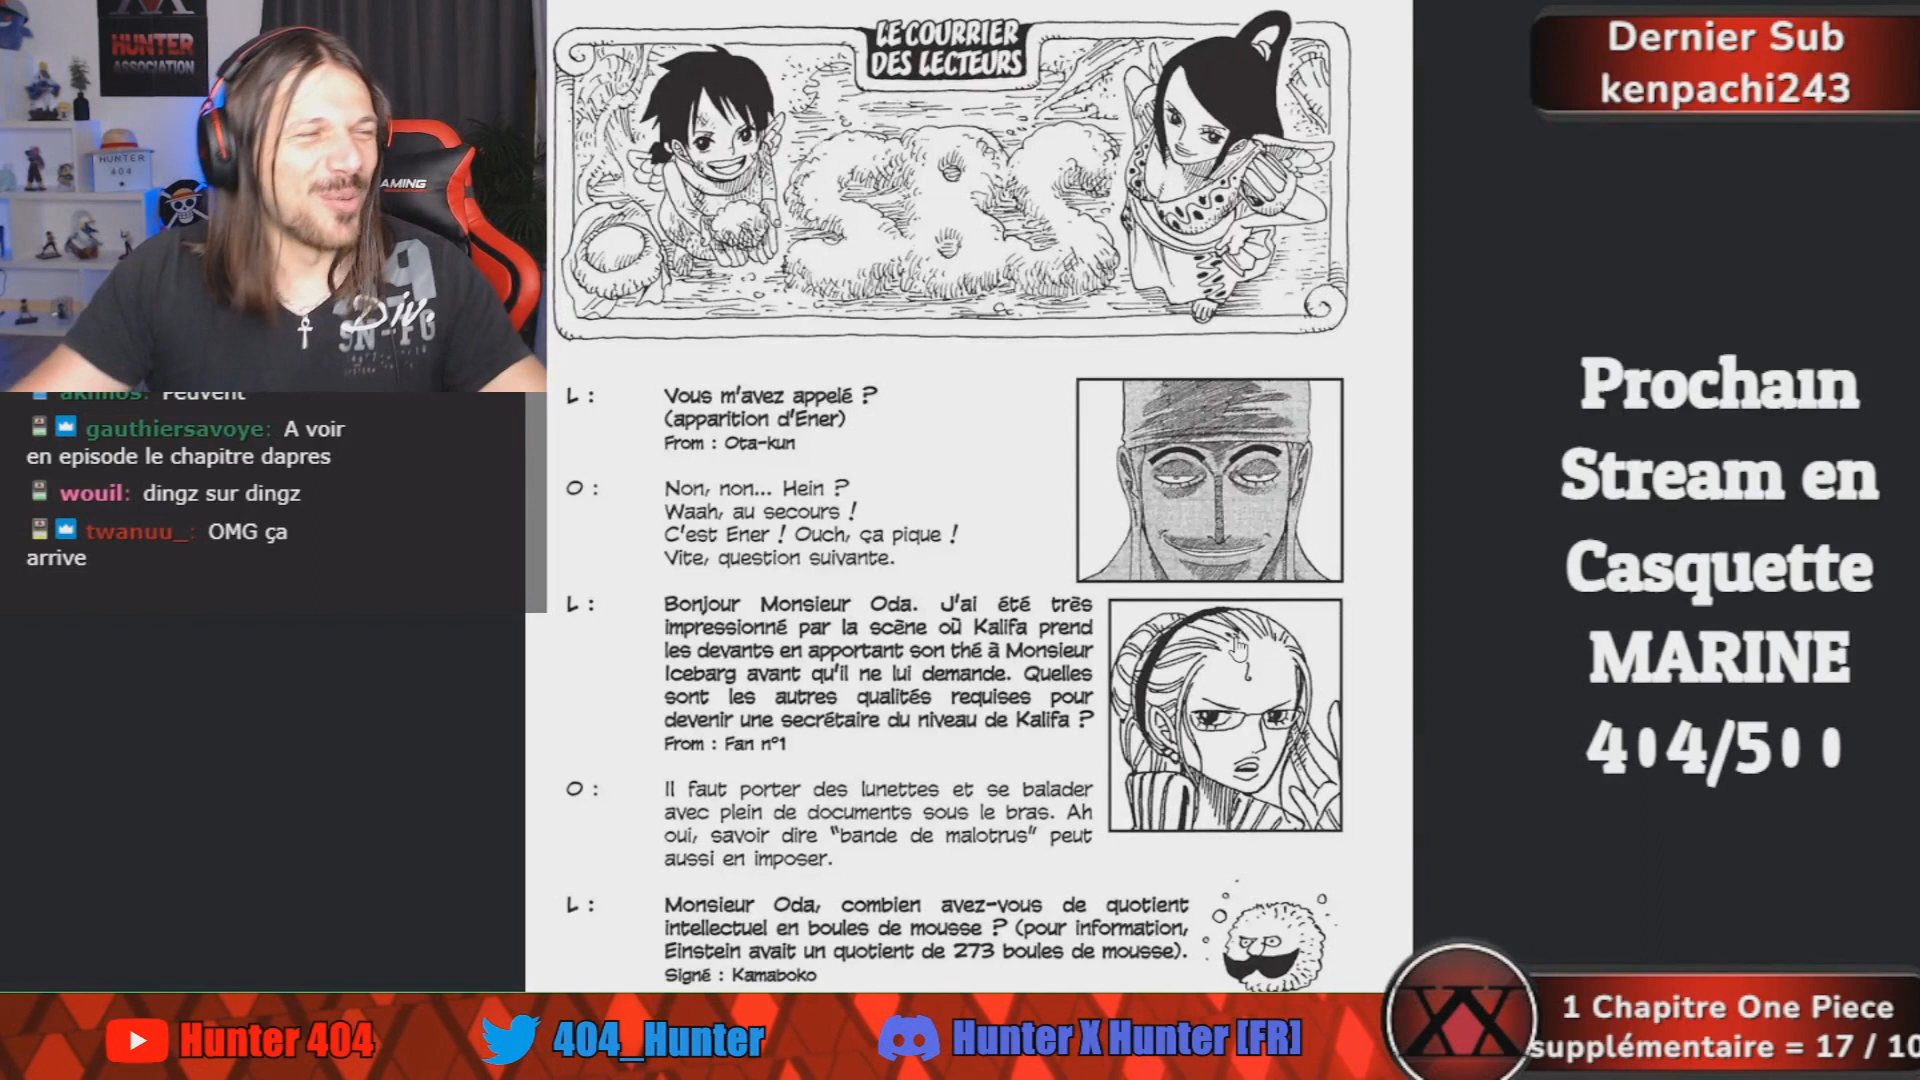 HUNTER
ASSOCIATION
HUNTER
404
AMING
Div.
akimos: Peuvent
gauthiersavoye: A voir
en episode le chapitre dapres
wouil: dingz sur dingz
twanuu_: OMG ça
arrive
LE COURRIER
DES LECTEURS
L : Vous m'avez appelé ?
(apparition d'Ener)
From : Ota-kun
O : Non, non... Hein ?
Waah, au secours !
C'est Ener ! Ouch, ça pique !
Vite, question suivante.
L : Bonjour Monsieur Oda. J'ai été très
impressionné par la scène où Kalifa prend
les devants en apportant son thé à Monsieur
Icebarg avant qu'il ne lui demande. Quelles
sont les autres qualités requises pour
devenir une secrétaire du niveau de Kalifa ?
From : Fan n°1
O : Il faut porter des lunettes et se balader
avec plein de documents sous le bras. Ah
oui, savoir dire "bande de malotrus" peut
aussi en imposer.
L : Monsieur Oda, combien avez-vous de quotient
intellectuel en boules de mousse ? (pour information,
Einstein avait un quotient de 273 boules de mousse).
Signé : Kamaboko
Dernier Sub
kenpachi243
Prochain
Stream en
Casquette
MARINE
404/500
Hunter 404
404_Hunter
Hunter X Hunter [FR]
1 Chapitre One Piece
supplémentaire = 17 / 10